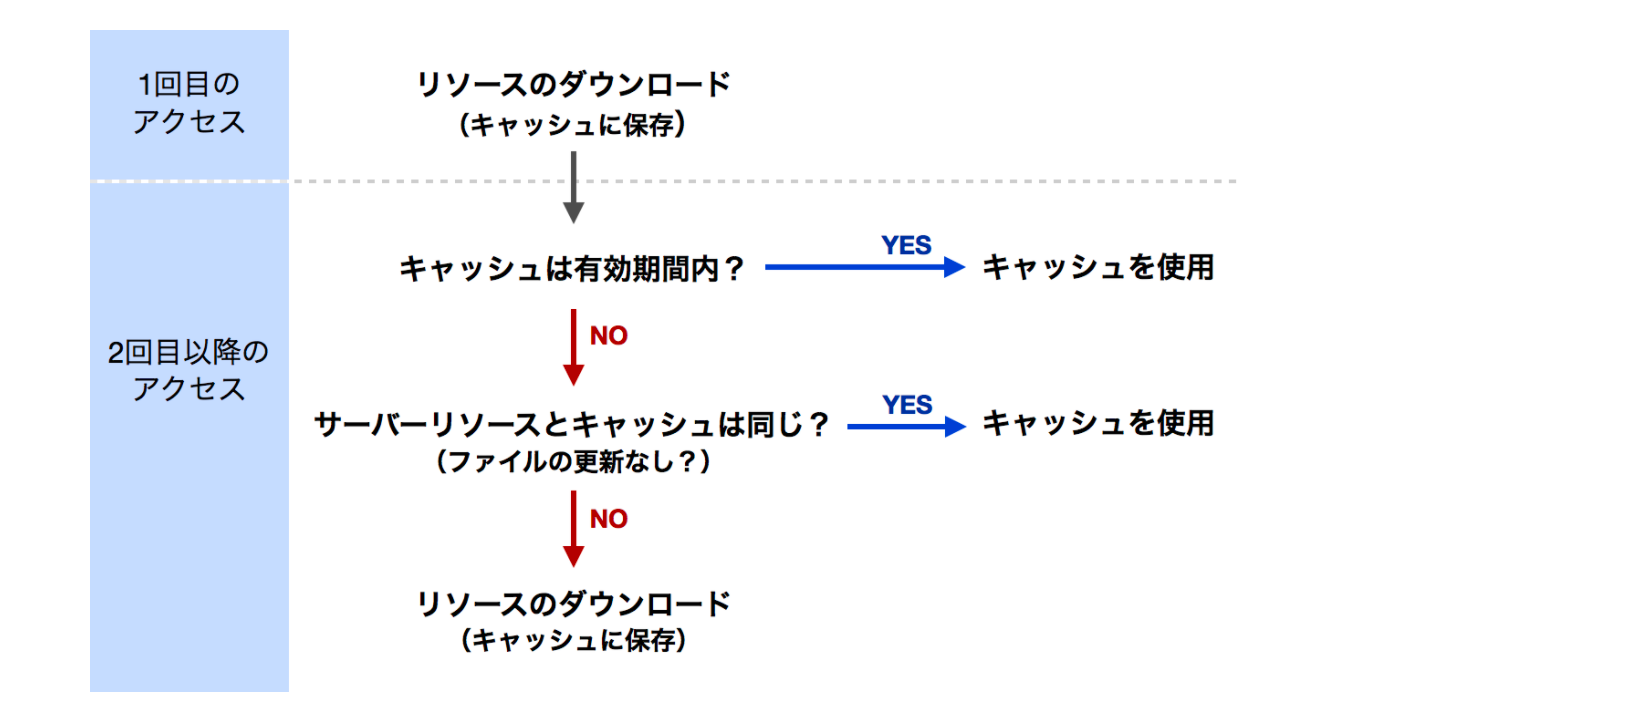 1回目の
アクセス
リソースのダウンロード
（キャッシュに保存）
キャッシュは有効期間内？
YES
キャッシュを使用
NO
2回目以降の
アクセス
サーバーリソースとキャッシュは同じ？
（ファイルの更新なし？）
YES
キャッシュを使用
NO
リソースのダウンロード
（キャッシュに保存）